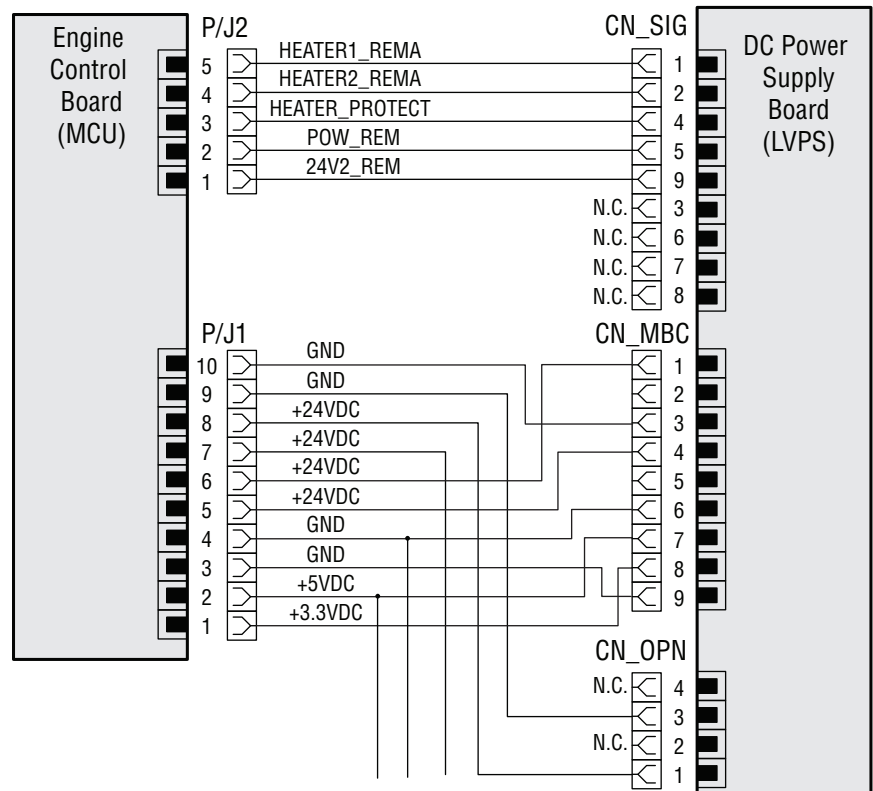 Engine
Control
Board
(MCU)
P/J2
5 HEATER1_REMA
4 HEATER2_REMA
3 HEATER_PROTECT
2 POW_REM
1 24V2_REM
CN_SIG
1
2
4
5
9
N.C. 3
N.C. 6
N.C. 7
N.C. 8
DC Power
Supply
Board
(LVPS)
P/J1
10 GND
9 GND
8 +24VDC
7 +24VDC
6 +24VDC
5 +24VDC
4 GND
3 GND
2 +5VDC
1 +3.3VDC
CN_MBC
1
2
3
4
5
6
7
8
9
CN_OPN
N.C. 4
3
N.C. 2
1